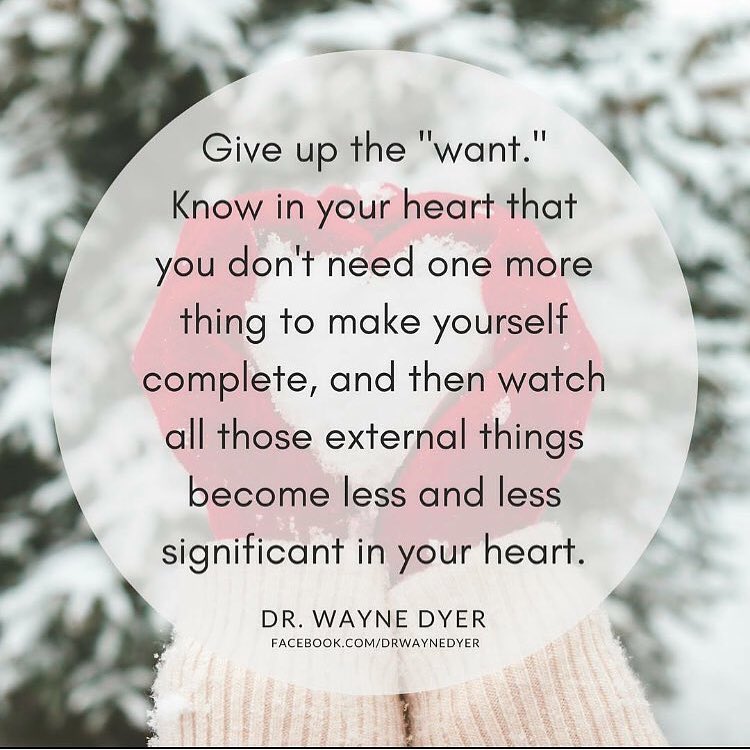 Give up the "want."
Know in your heart that
you don't need one more
thing to make yourself
complete, and then watch
all those external things
become less and less
significant in your heart.
DR. WAYNE DYER
FACEBOOK.COM/DRWAYNEDYER